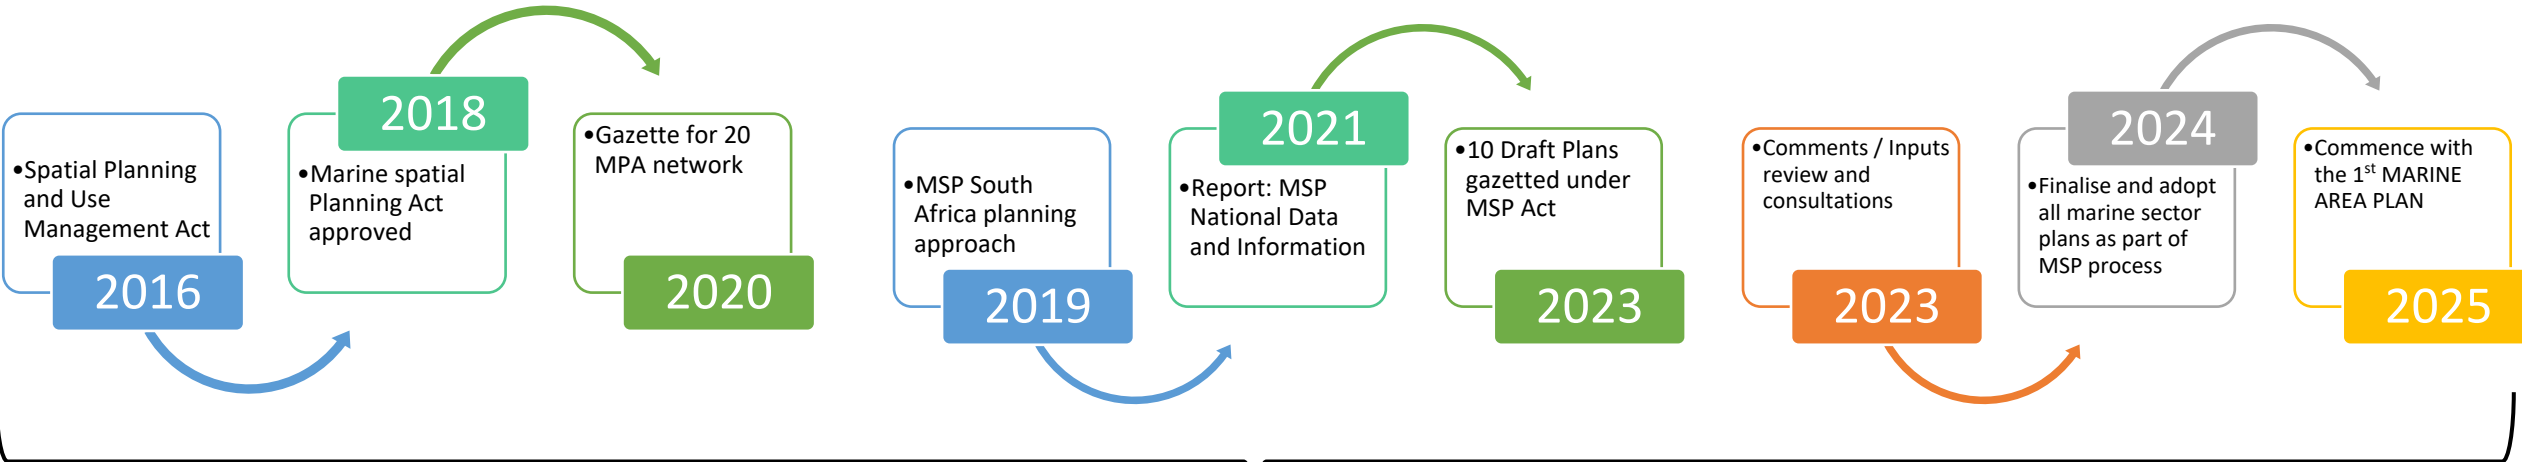 •Spatial Planning
and Use
Management Act
2016
2018
•Marine spatial
Planning Act
approved
•Gazette for 20
MPA network
2020
•MSP South
Africa planning
approach
2019
2021
•Report: MSP
National Data
and Information
•10 Draft Plans
gazetted under
MSP Act
2023
•Comments / Inputs
review and
consultations
2023
2024
•Finalise and adopt
all marine sector
plans as part of
MSP process
•Commence with
the 1st MARINE
AREA PLAN
2025